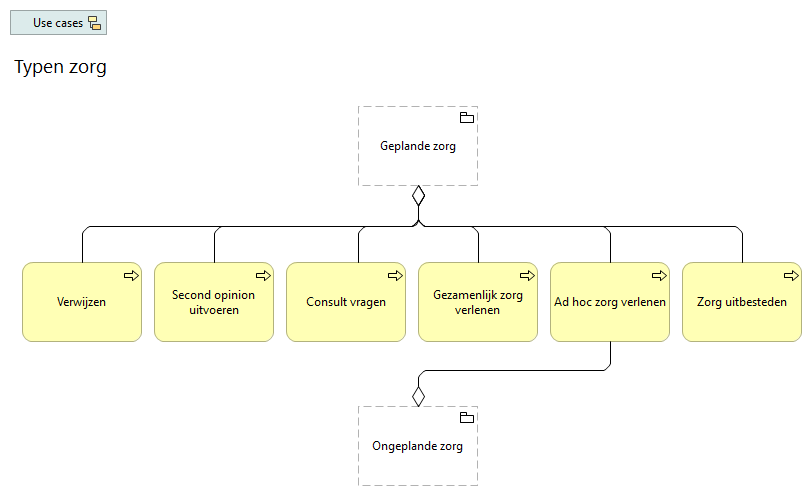 Use cases
Typen zorg
Geplande zorg
Verwijzen
Second opinion
uitvoeren
Consult vragen
Gezamenlijk zorg
verlenen
Ad hoc zorg verlenen
Zorg uitbesteden
Ongeplande zorg